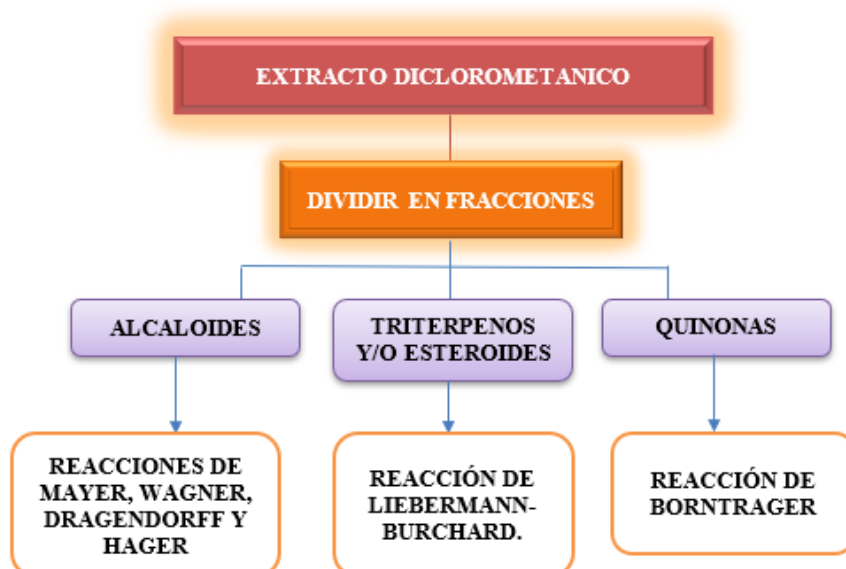 EXTRACTO DICLOROMETANICO
DIVIDIR EN FRACCIONES
ALCALOIDES
TRITERPENOS
Y/O ESTEROIDES
QUINONAS
REACCIONES DE
MAYER, WAGNER,
DRAGENDORFF Y
HAGER
REACCIÓN DE
LIEBERMANN-
BURCHARD.
REACCIÓN DE
BORNTRAGER